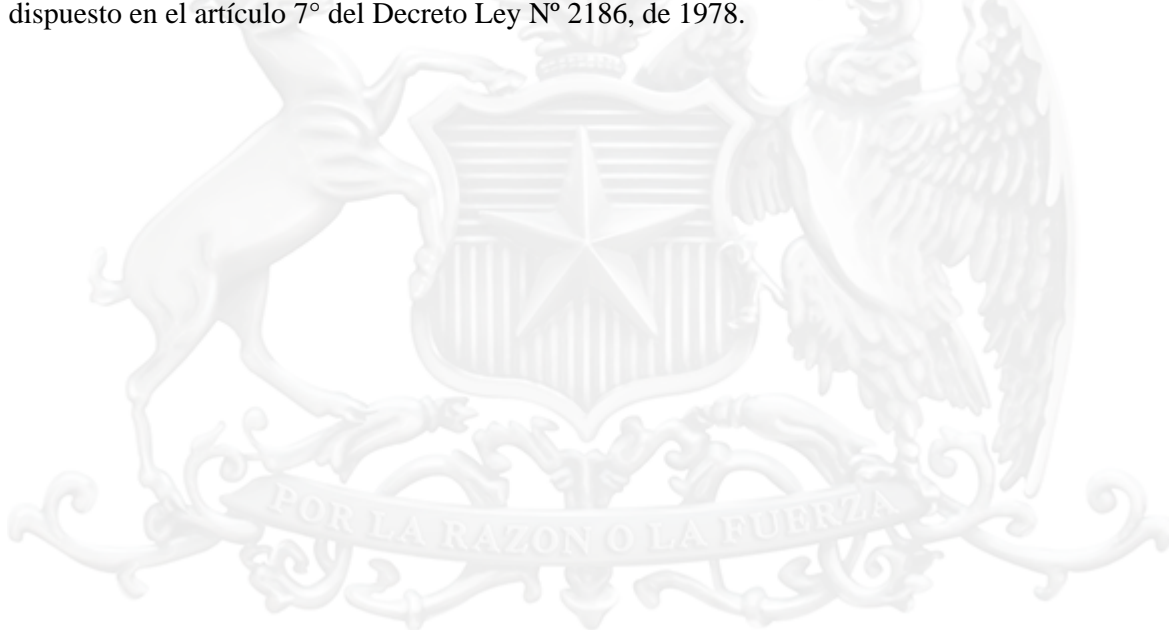 dispuesto en el artículo 7° del Decreto Ley Nº 2186, de 1978.
POR LA RAZON O LA FUERZA